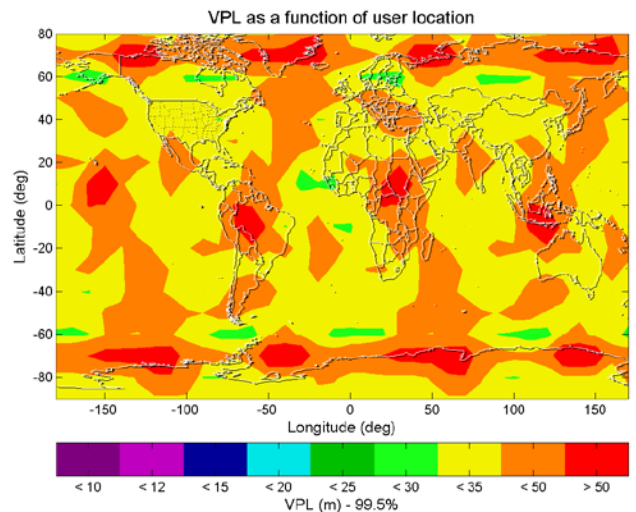 VPL as a function of user location
80
60
40
20
0
-20
-40
-60
-80
Latitude (deg)
-150 -100 -50 0 50 100 150
Longitude (deg)
< 10 < 12 < 15 < 20 < 25 < 30 < 35 < 50 > 50
VPL (m) - 99.5%